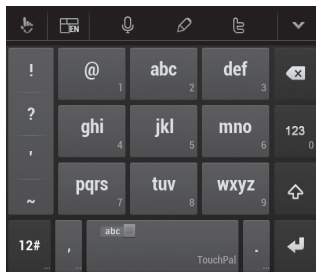 EN
! @ 1 abc 2 def 3
? ghi 4 jkl 5 mno 6 123 0
' pqrs 7 tuv 8 wxyz 9
~
12# , ... abc TouchPal . ...